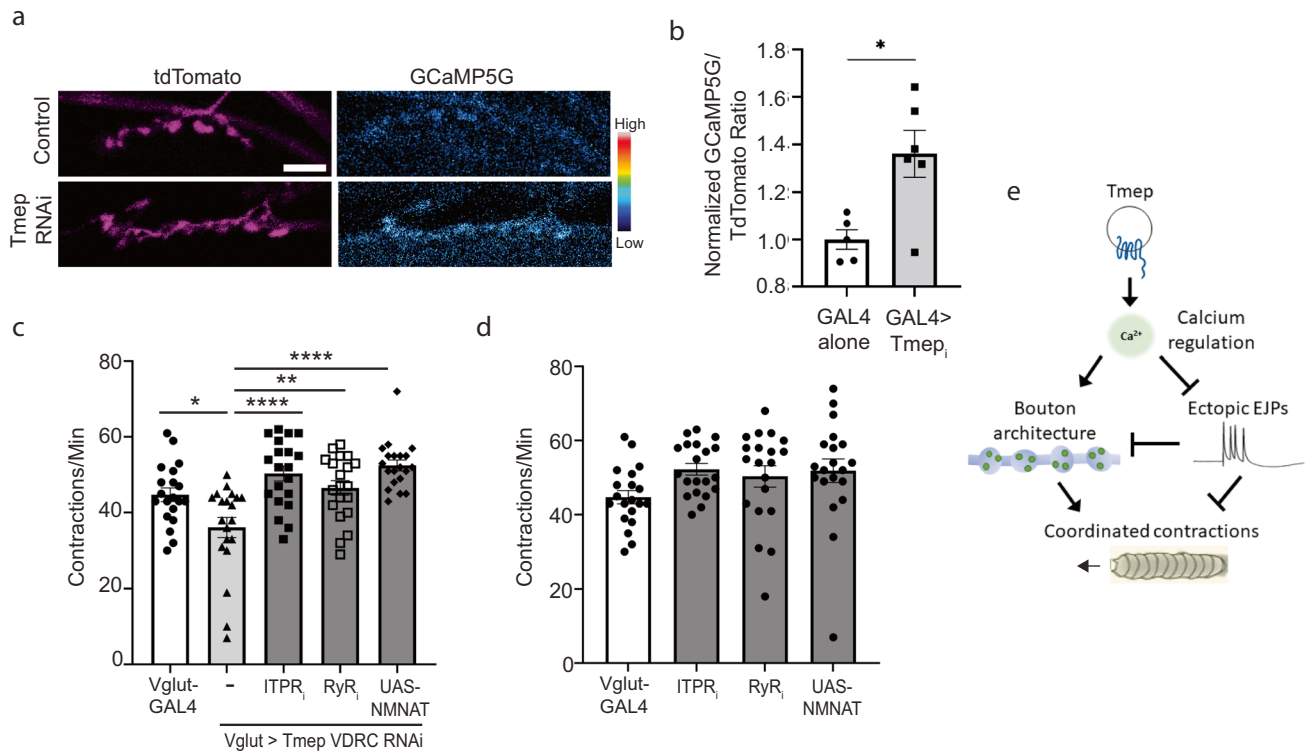 a
tdTomato
GCaMP5G
Control
Tmep
RNAi
High
Low
b
Normalized GCaMP5G/
TdTomato Ratio
1.8
1.6
1.4
1.2
1.0
0.8
*
GAL4
alone
GAL4>
Tmepi
c
Contractions/Min
80
60
40
20
0
*
****
**
****
Vglut-
GAL4
–
ITPRi
RyRi
UAS-
NMNAT
Vglut > Tmep VDRC RNAi
d
Contractions/Min
80
60
40
20
0
Vglut-
GAL4
ITPRi
RyRi
UAS-
NMNAT
e
Tmep
Ca2+
Calcium
regulation
Bouton
architecture
Ectopic EJPs
Coordinated contractions